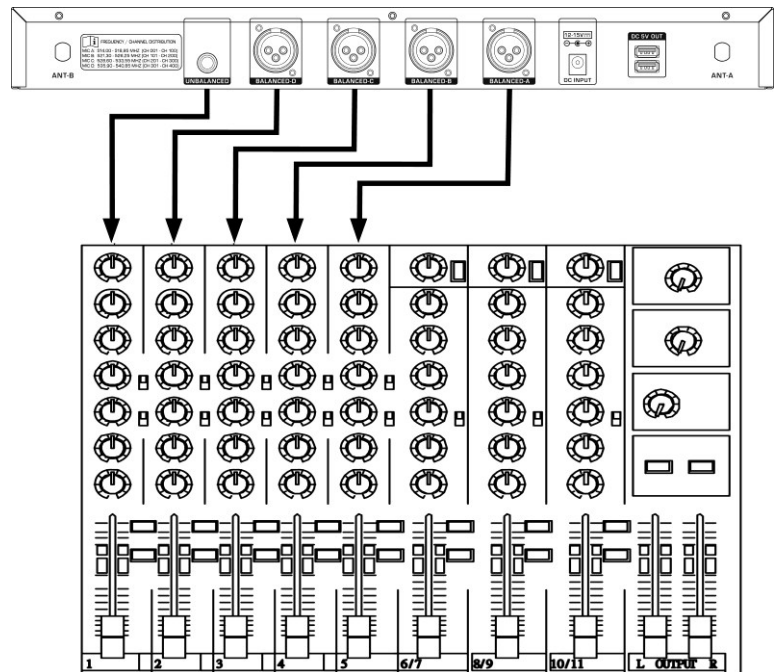 FREQUENCY / CHANNEL DISTRIBUTION
ANT-B
UNBALANCED
BALANCED-D
BALANCED-C
BALANCED-B
BALANCED-A
12-15V
DC INPUT
DC 5V OUT
ANT-A
1
2
3
4
5
6/7
8/9
10/11
L OUTPUT R